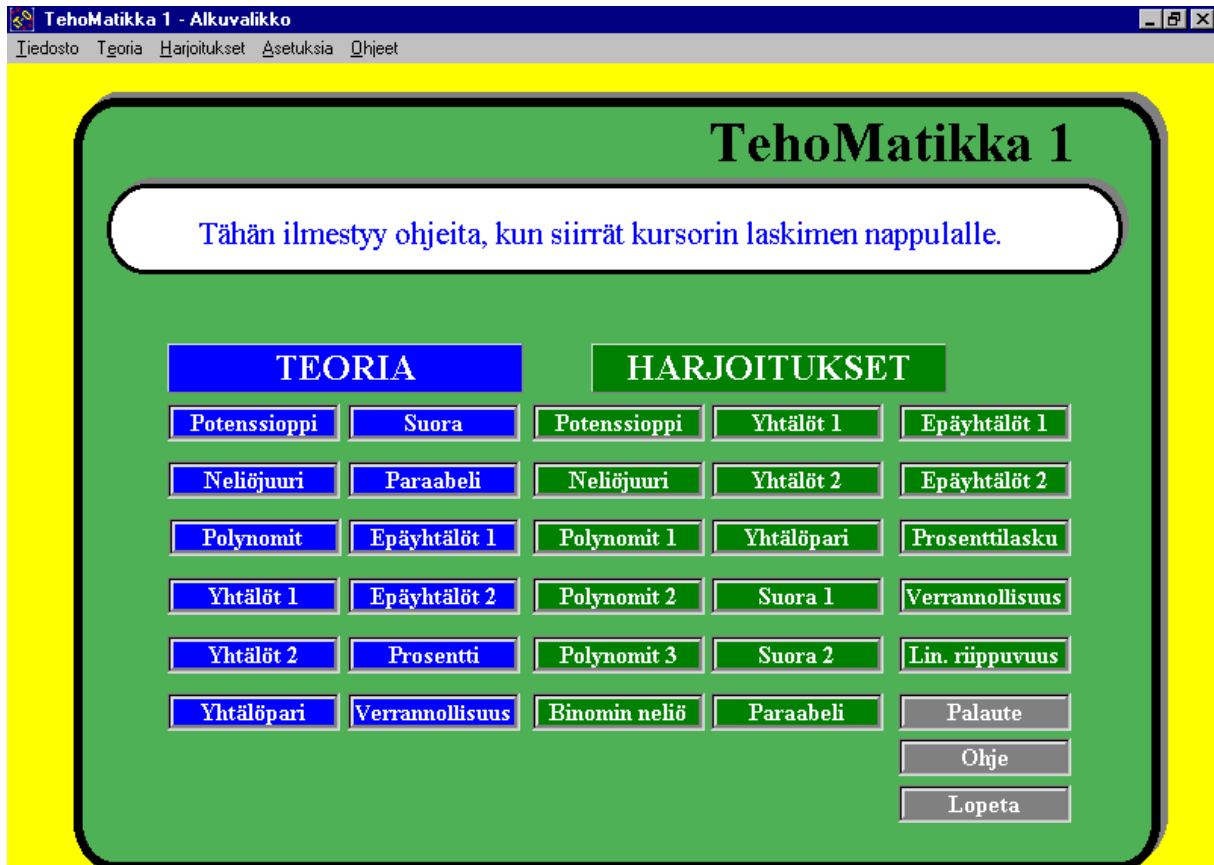 TehoMatikka 1 - Alkuvalikko
Tiedosto Teoria Harjoitukset Asetuksia Ohjeet
TehoMatikka 1
Tähän ilmestyy ohjeita, kun siirrät kursorin laskimen nappulalle.
TEORIA HARJOITUKSET
Potenssioppi Suora Potenssioppi Yhtälöt 1 Epäyhtälöt 1
Neliöjuuri Paraabeli Neliöjuuri Yhtälöt 2 Epäyhtälöt 2
Polynomit Epäyhtälöt 1 Polynomit 1 Yhtälöpari Prosenttilasku
Yhtälöt 1 Epäyhtälöt 2 Polynomit 2 Suora 1 Verrannollisuus
Yhtälöt 2 Prosentti Polynomit 3 Suora 2 Lin. riippuvuus
Yhtälöpari Verrannollisuus Binomin neliö Paraabeli Palaute
Ohje
Lopeta